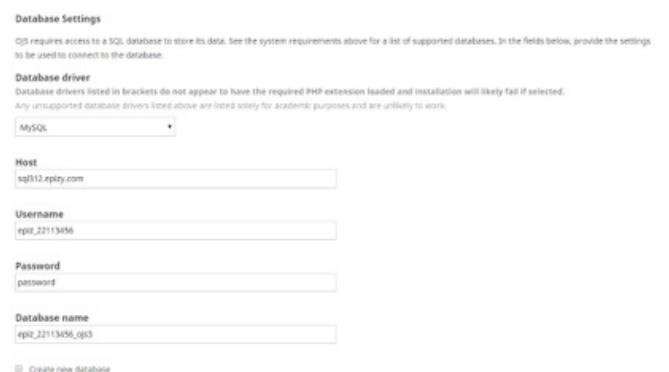 Database Settings
OJS requires access to a SQL database to store its data. See the system requirements above for a list of supported databases. In the fields below, provide the settings
to be used to connect to the database.
Database driver
Database drivers listed in brackets do not appear to have the required PHP extension loaded and installation will likely fail if selected.
Any unsupported database drivers listed above are listed solely for academic purposes and are unlikely to work.
MySQL
Host
sql312.epizy.com
Username
epiz_22113456
Password
password
Database name
epiz_22113456_ojs3
Create new database